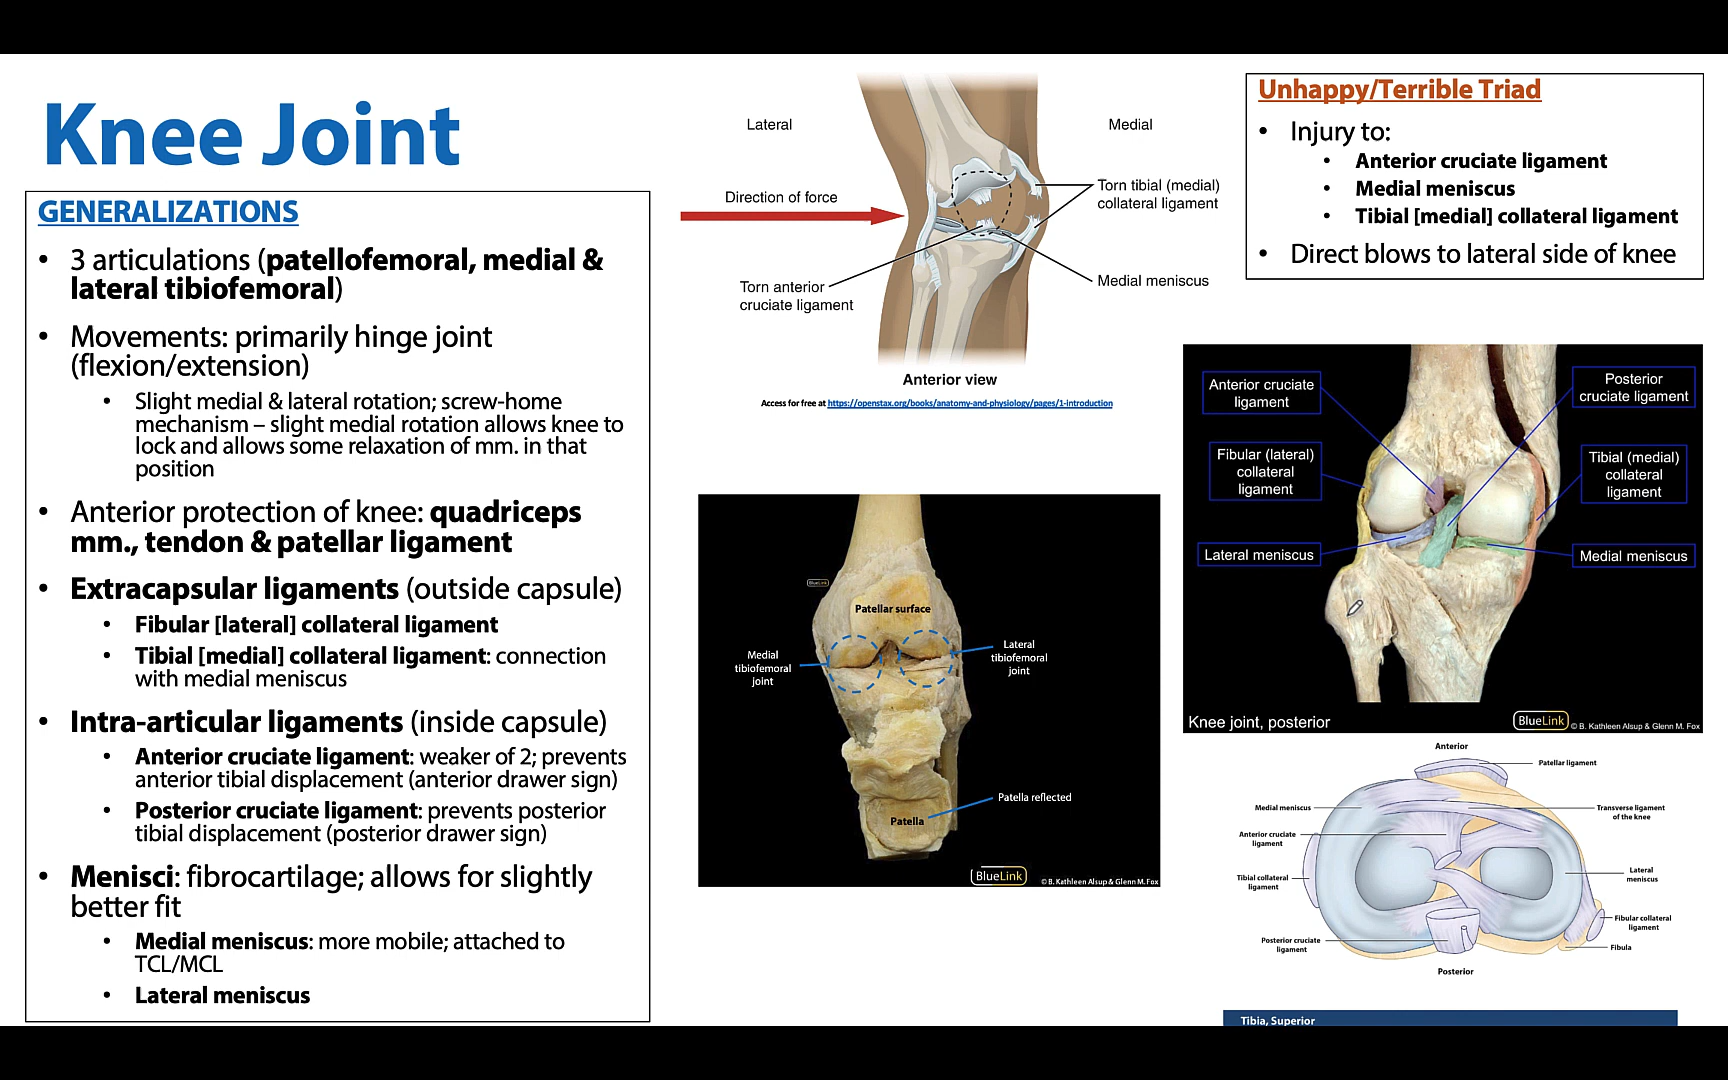 Knee Joint
GENERALIZATIONS
• 3 articulations (patellofemoral, medial &
lateral tibiofemoral)
• Movements: primarily hinge joint
(flexion/extension)
• Slight medial & lateral rotation; screw-home
mechanism – slight medial rotation allows knee to
lock and allows some relaxation of mm. in that
position
• Anterior protection of knee: quadriceps
mm., tendon & patellar ligament
• Extracapsular ligaments (outside capsule)
• Fibular [lateral] collateral ligament
• Tibial [medial] collateral ligament: connection
with medial meniscus
• Intra-articular ligaments (inside capsule)
• Anterior cruciate ligament: weaker of 2; prevents
anterior tibial displacement (anterior drawer sign)
• Posterior cruciate ligament: prevents posterior
tibial displacement (posterior drawer sign)
• Menisci: fibrocartilage; allows for slightly
better fit
• Medial meniscus: more mobile; attached to
TCL/MCL
• Lateral meniscus
Lateral
Medial
Direction of force
Torn tibial (medial)
collateral ligament
Torn anterior
cruciate ligament
Medial meniscus
Anterior view
Access for free at https://openstax.org/books/anatomy-and-physiology/pages/1-introduction
Unhappy/Terrible Triad
• Injury to:
• Anterior cruciate ligament
• Medial meniscus
• Tibial [medial] collateral ligament
• Direct blows to lateral side of knee
BlueLink
Patellar surface
Medial
tibiofemoral
joint
Lateral
tibiofemoral
joint
Patella reflected
Patella
BlueLink
© B. Kathleen Alsup & Glenn M. Fox
Anterior cruciate
ligament
Posterior
cruciate ligament
Fibular (lateral)
collateral
ligament
Tibial (medial)
collateral
ligament
Lateral meniscus
Medial meniscus
Knee joint, posterior
BlueLink
© B. Kathleen Alsup & Glenn M. Fox
Anterior
Patellar ligament
Medial meniscus
Transverse ligament
of the knee
Anterior cruciate
ligament
Tibial collateral
ligament
Lateral
meniscus
Fibular collateral
ligament
Posterior cruciate
ligament
Fibula
Posterior
Tibia, Superior